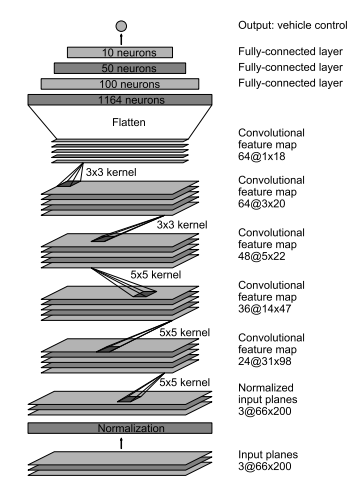 Output: vehicle control
10 neurons
Fully-connected layer
50 neurons
Fully-connected layer
100 neurons
Fully-connected layer
1164 neurons
Flatten
Convolutional
feature map
64@1x18
3x3 kernel
Convolutional
feature map
64@3x20
3x3 kernel
Convolutional
feature map
48@5x22
5x5 kernel
Convolutional
feature map
36@14x47
5x5 kernel
Convolutional
feature map
24@31x98
5x5 kernel
Normalized
input planes
3@66x200
Normalization
Input planes
3@66x200